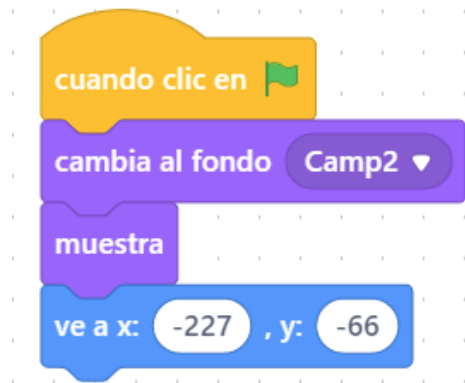 cuando clic en
cambia al fondo Camp2
muestra
ve a x: -227 , y: -66